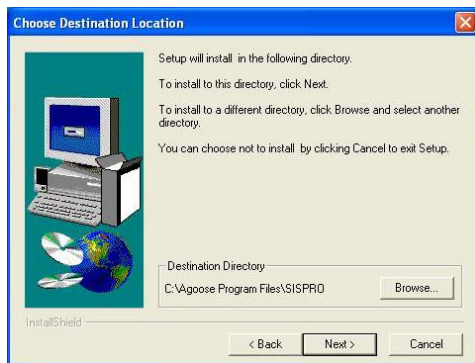 Choose Destination Location
Setup will install in the following directory.
To install to this directory, click Next.
To install to a different directory, click Browse and select another
directory.
You can choose not to install by clicking Cancel to exit Setup.
Destination Directory
C:\Agoose Program Files\SISPRO
Browse...
InstallShield
< Back
Next >
Cancel